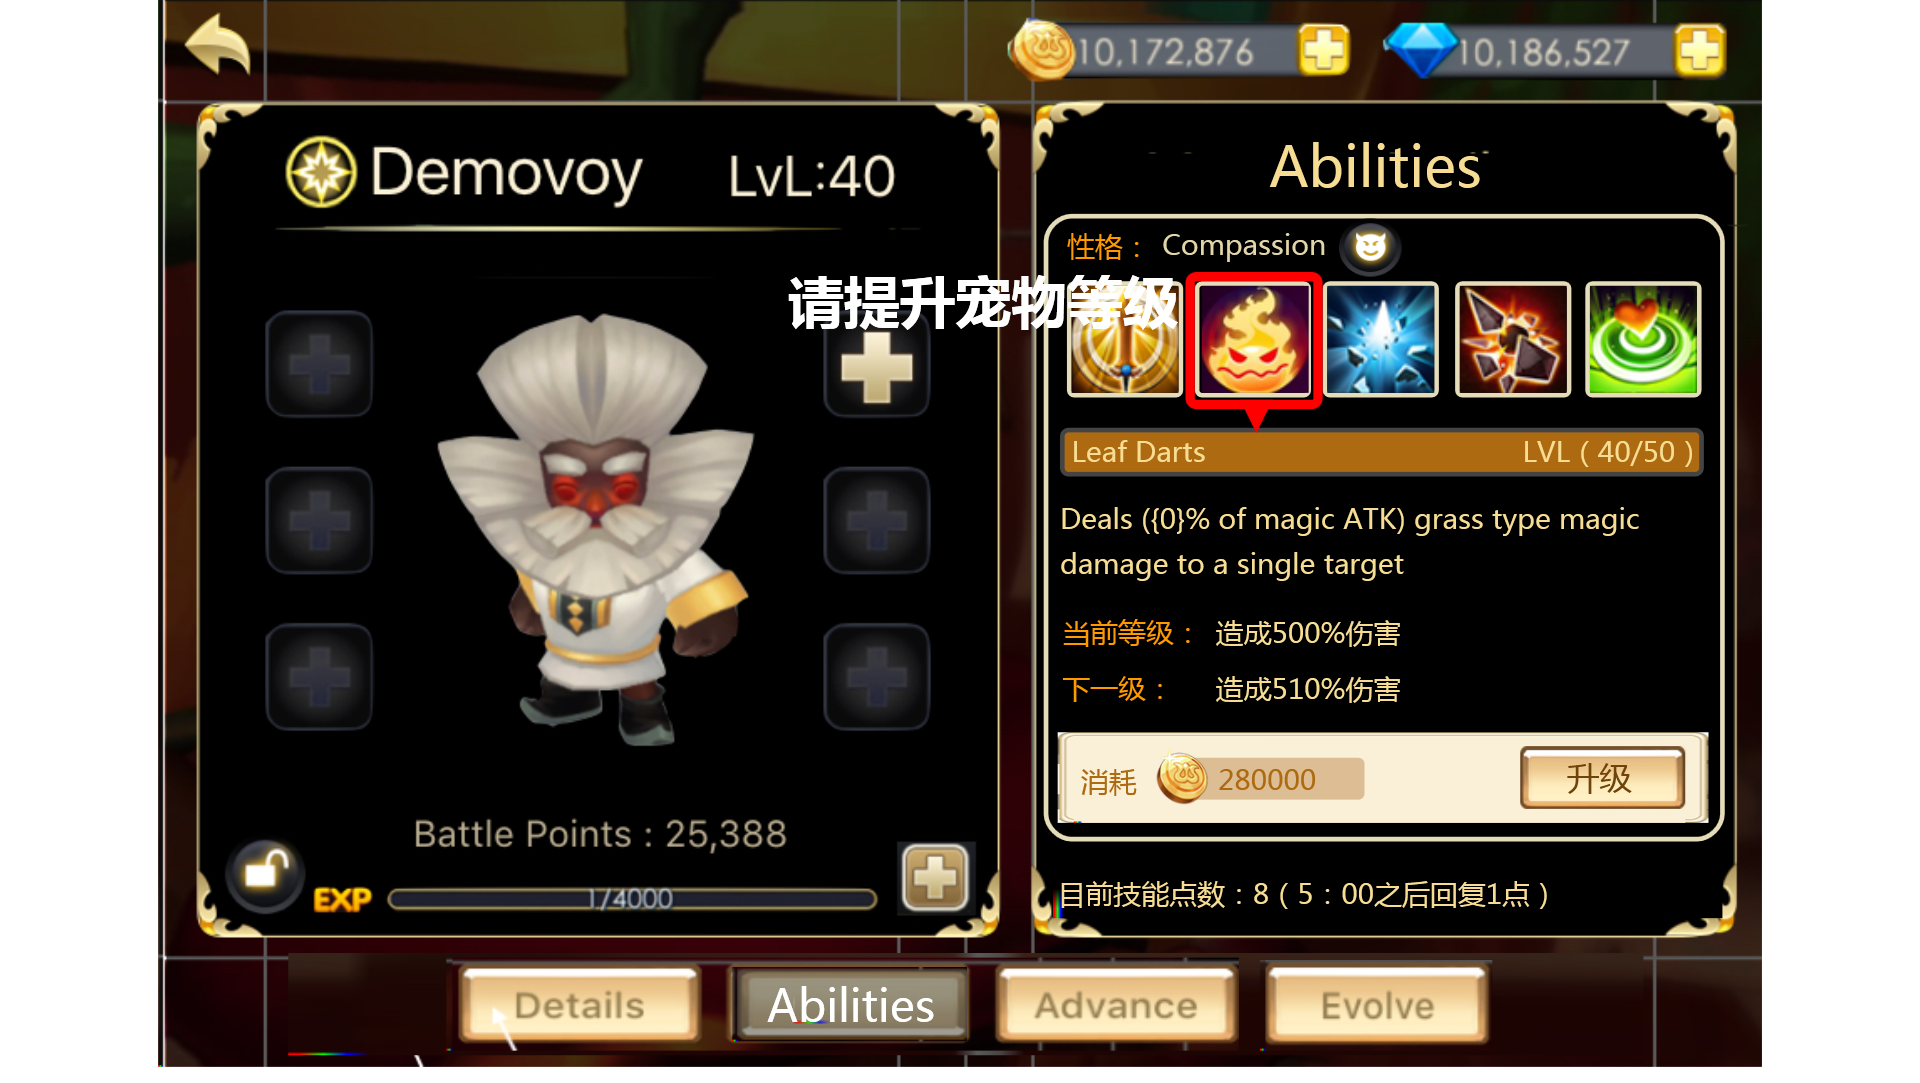 10,172,876
10,186,527
Demovoy
LvL:40
Abilities
性格： Compassion
请提升宠物等级
Leaf Darts
LVL（40/50）
Deals ({0}% of magic ATK) grass type magic
damage to a single target
当前等级： 造成500%伤害
下一级： 造成510%伤害
消耗
280000
升级
Battle Points : 25,388
EXP
1/4000
目前技能点数：8（5：00之后回复1点）
Details
Abilities
Advance
Evolve